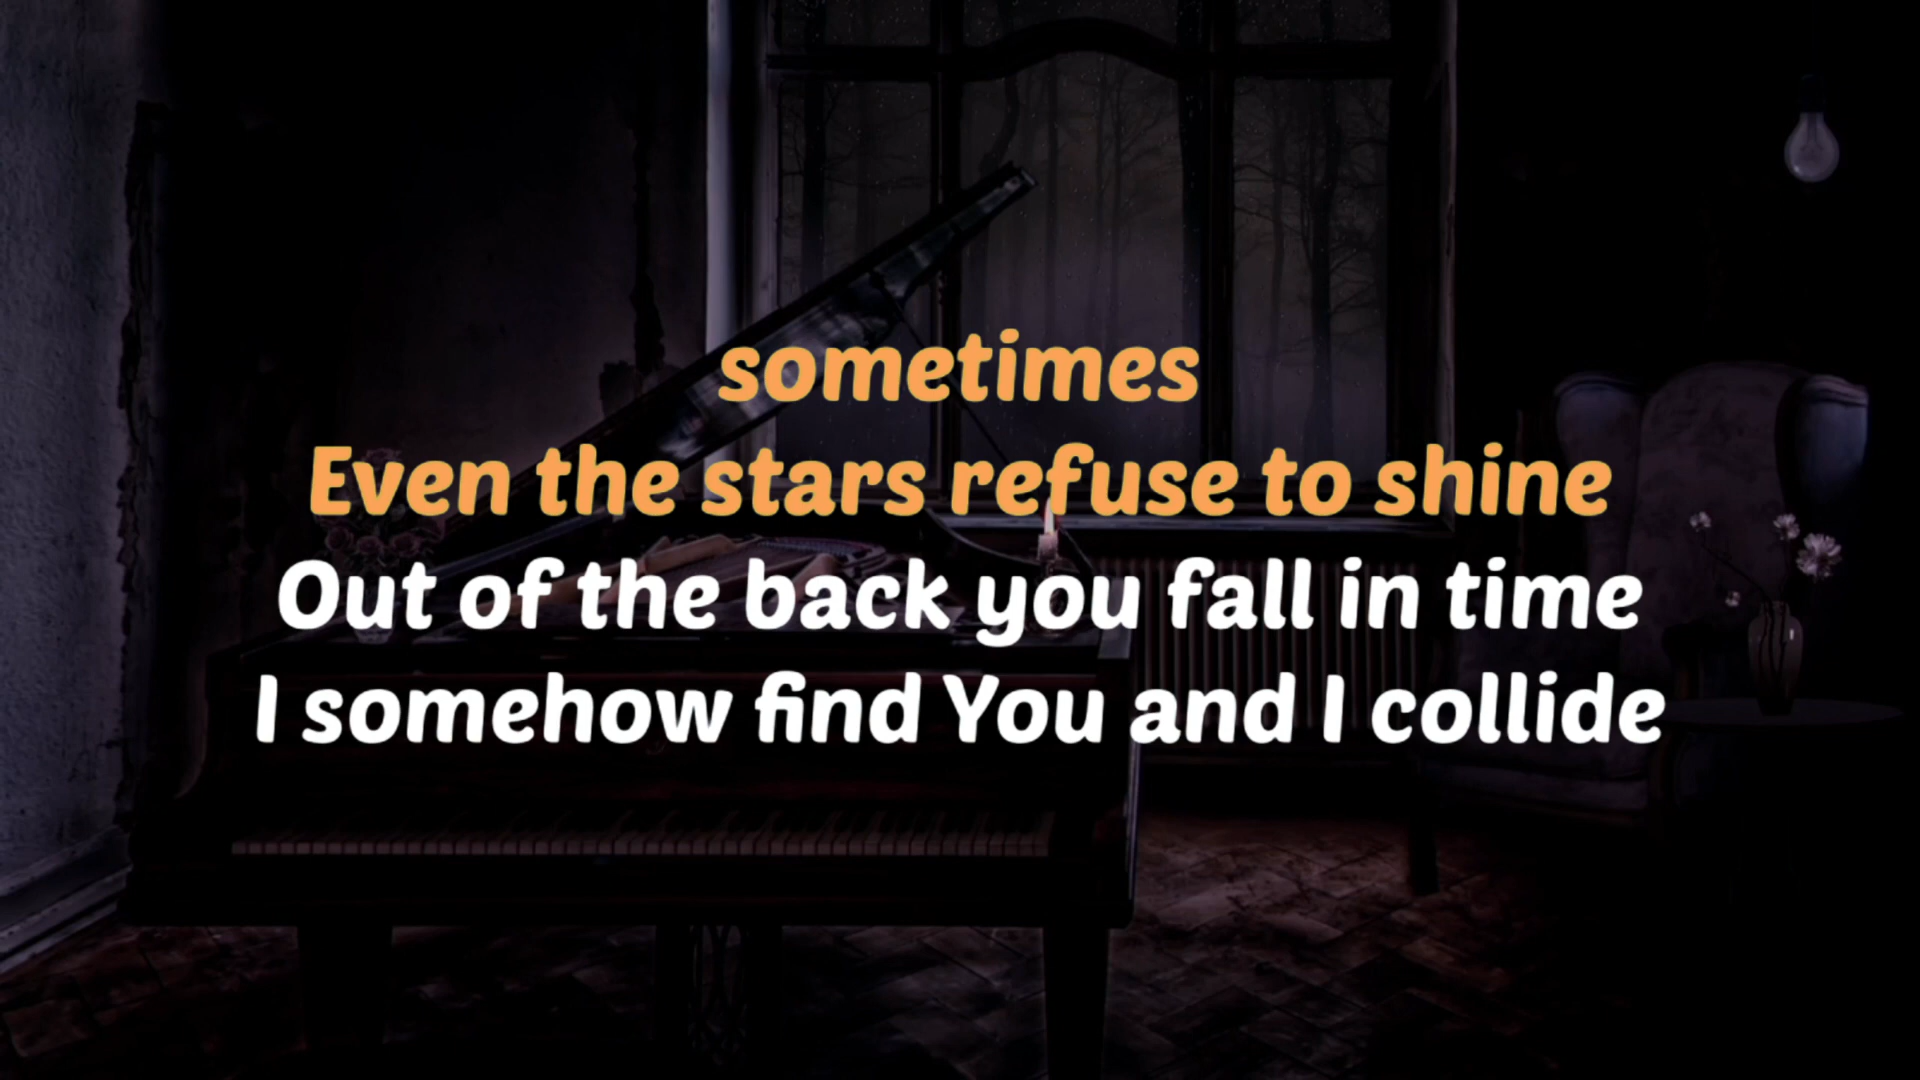 sometimes
Even the stars refuse to shine
Out of the back you fall in time
I somehow find You and I collide